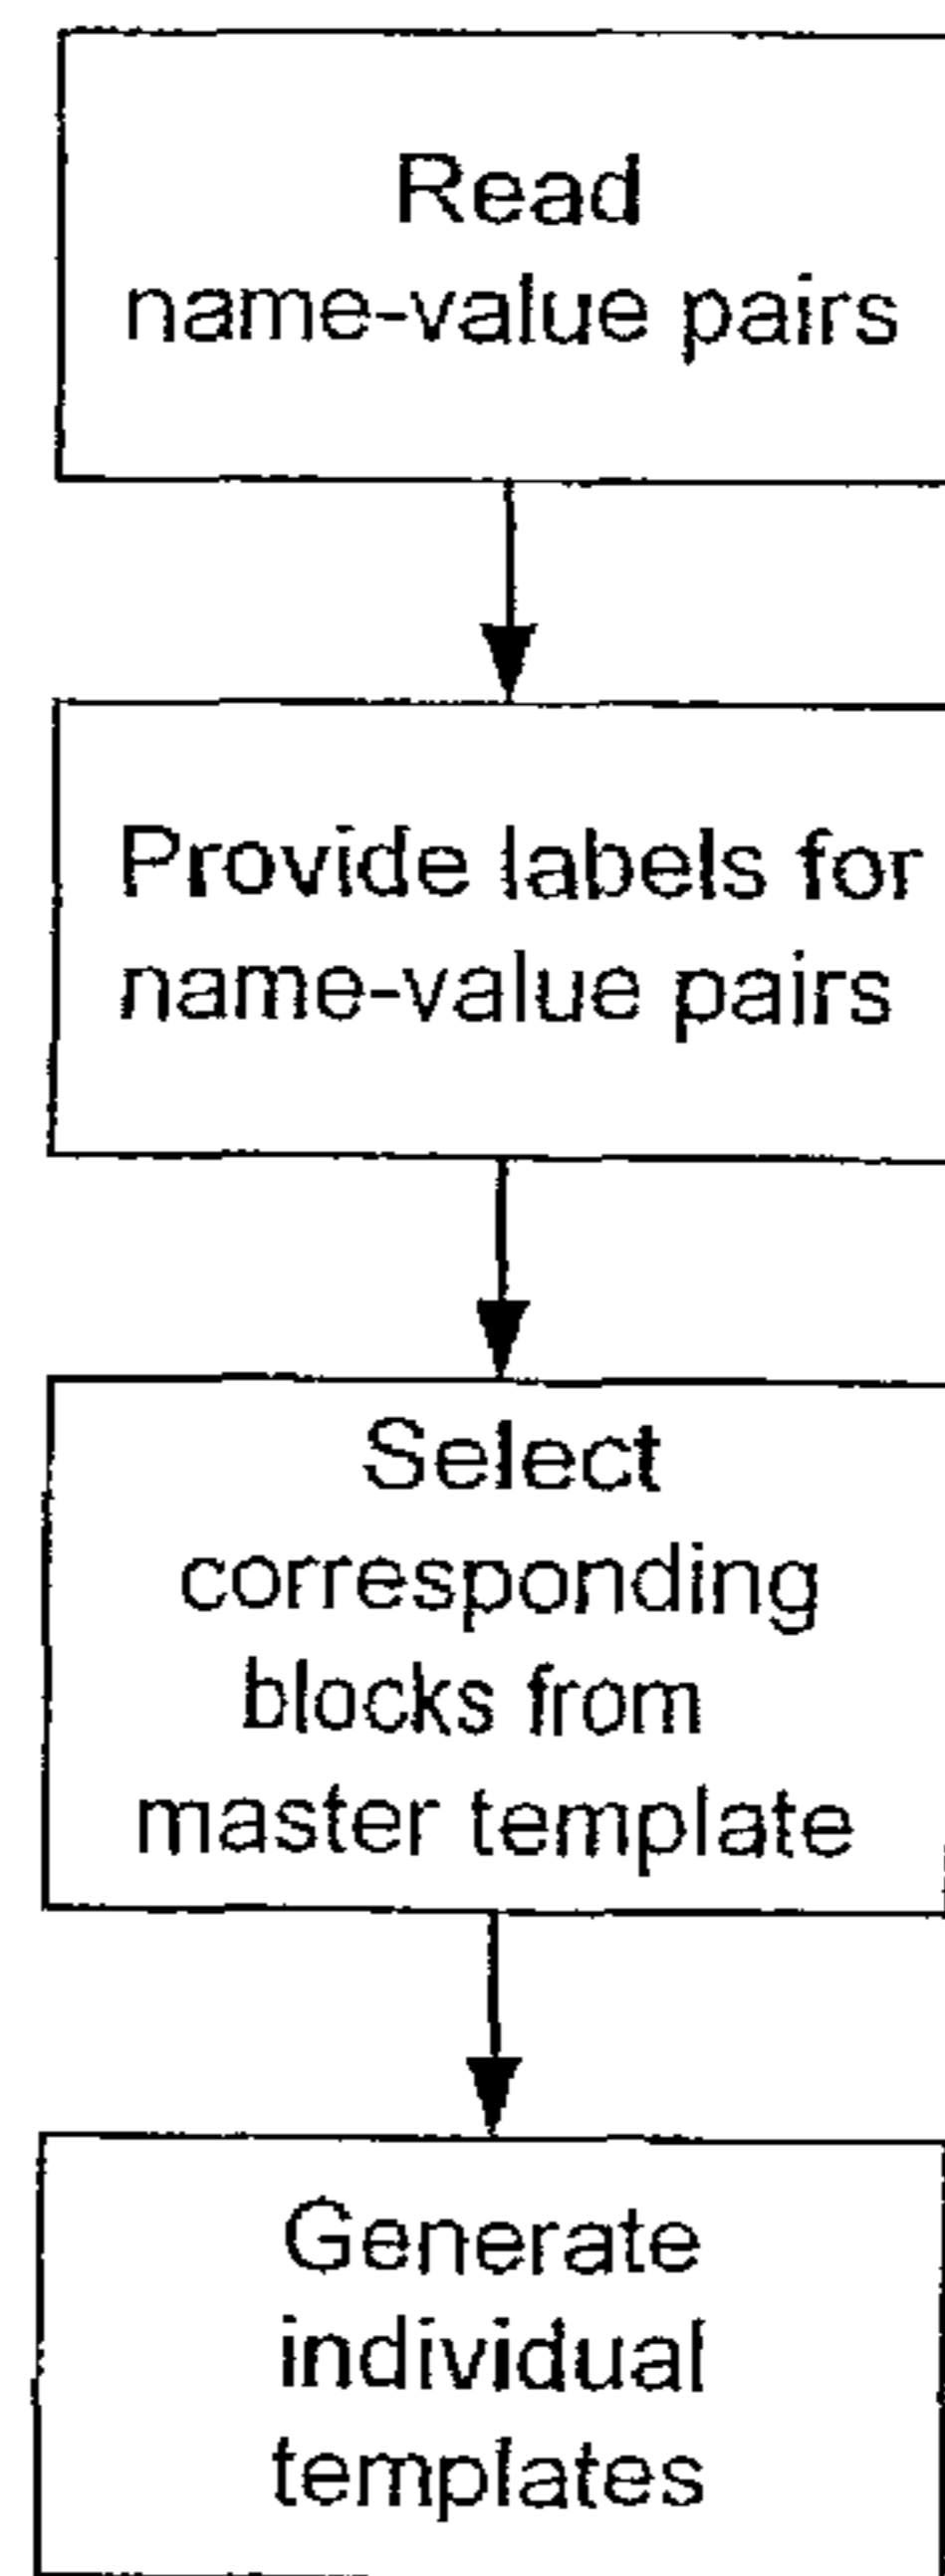 Read
name-value pairs
Provide labels for
name-value pairs
Select
corresponding
blocks from
master template
Generate
individual
templates